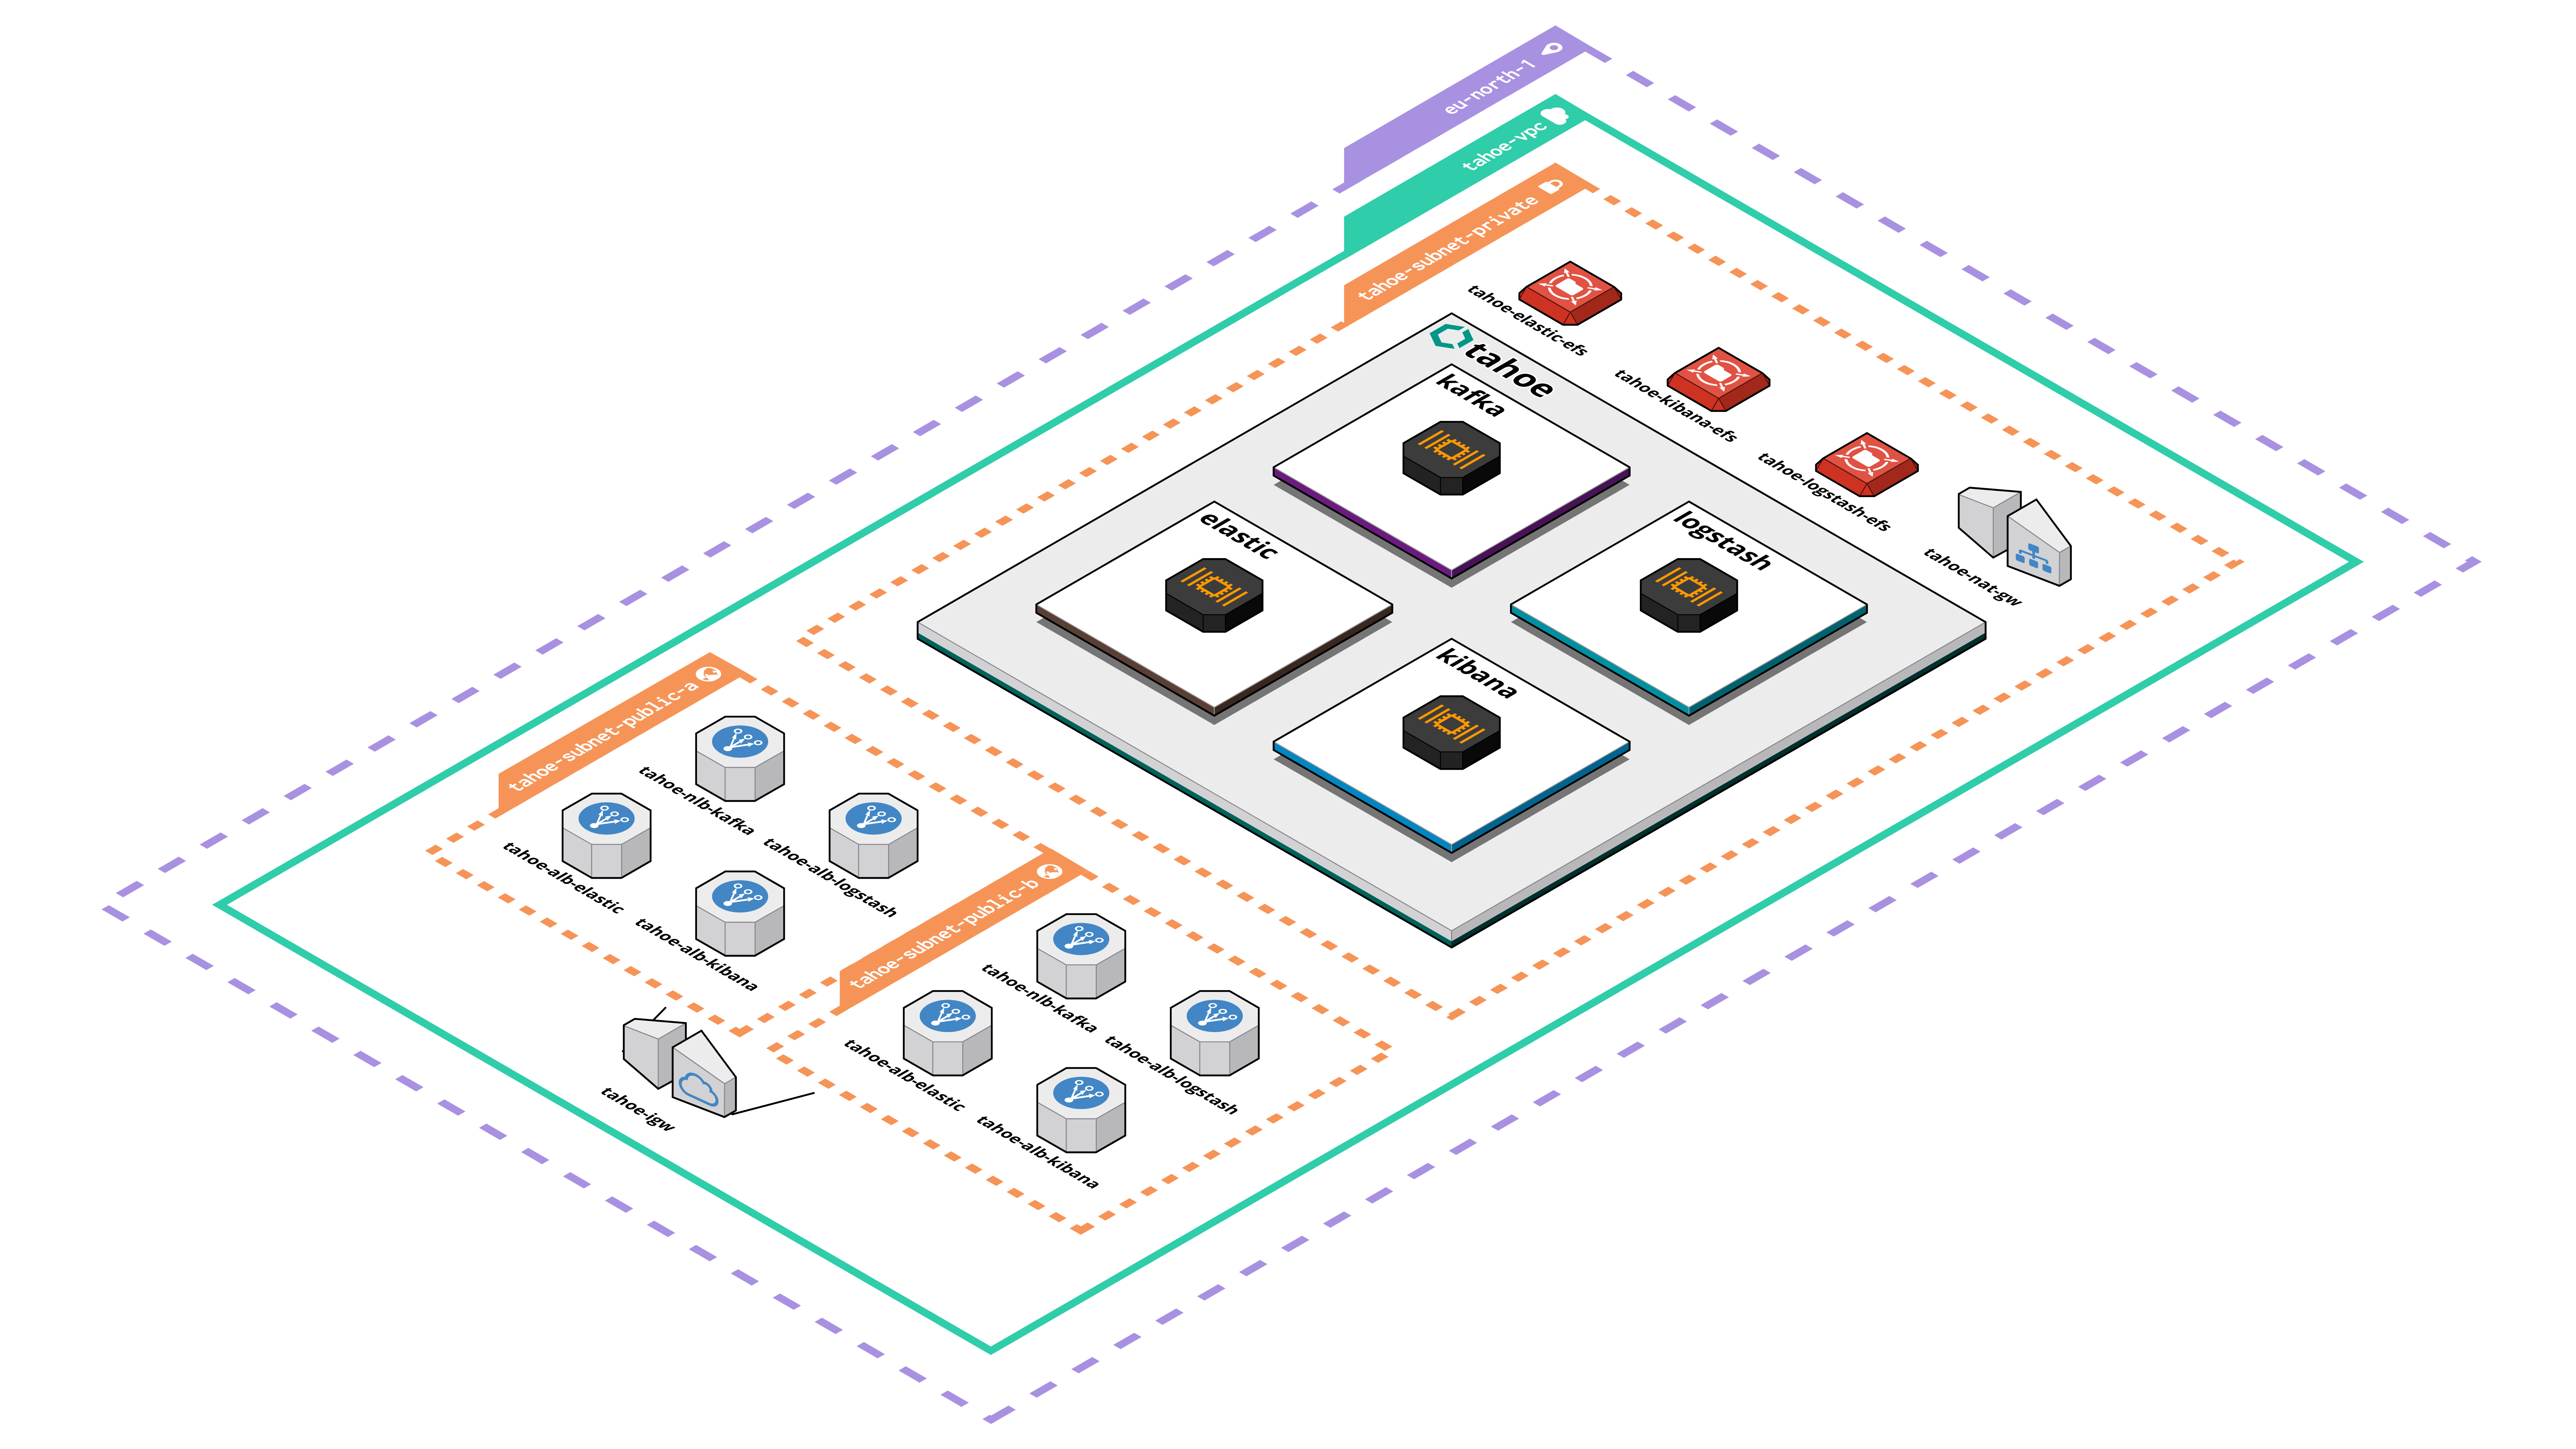 eu-north-1
tahoe-vpc
tahoe-subnet-private
tahoe-elastic-efs
tahoe-kibana-efs
tahoe-logstash-efs
tahoe-nat-gw
tahoe
kafka
elastic
logstash
kibana
tahoe-subnet-public-a
tahoe-nlb-kafka
tahoe-alb-elastic
tahoe-alb-logstash
tahoe-alb-kibana
tahoe-subnet-public-b
tahoe-nlb-kafka
tahoe-alb-elastic
tahoe-alb-logstash
tahoe-alb-kibana
tahoe-igw